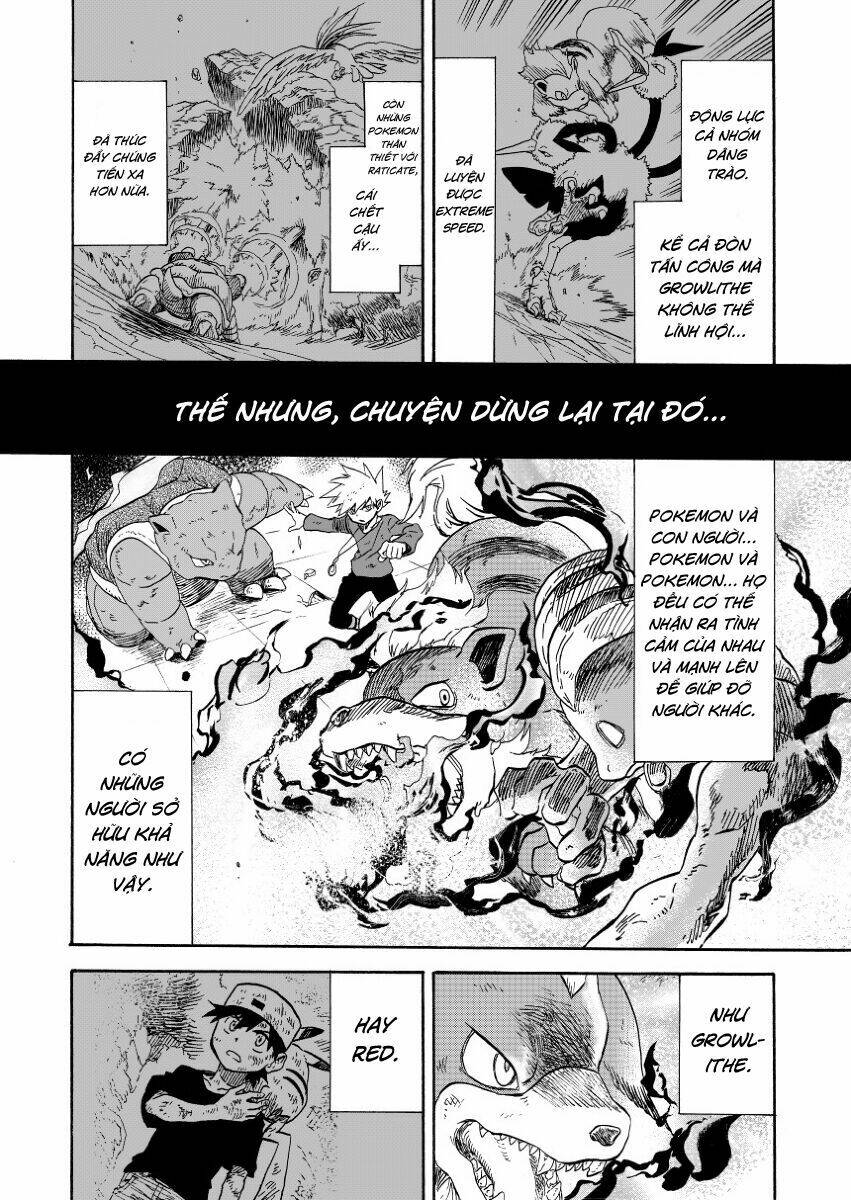 ĐỘNG LỰC
CẢ NHÓM
DÂNG
TRÀO.
KỂ CẢ ĐÒN
TẤN CÔNG MÀ
GROWLITHE
KHÔNG THỂ
LĨNH HỘI...
ĐÃ
LUYỆN
ĐƯỢC
EXTREME
SPEED.
CÒN
NHỮNG
POKEMON
THÂN
THIẾT VỚI
RATICATE,
CÁI
CHẾT
CẬU
ẤY...
ĐÃ THÚC
ĐẨY CHÚNG
TIẾN XA
HƠN NỮA.
THẾ NHƯNG, CHUYỆN DỪNG LẠI TẠI ĐÓ...
POKEMON VÀ
CON NGƯỜI...
POKEMON VÀ
POKEMON... HỌ
ĐỀU CÓ THỂ
NHẬN RA TÌNH
CẢM CỦA NHAU
VÀ MẠNH LÊN
ĐỂ GIÚP ĐỠ
NGƯỜI KHÁC.
CÓ
NHỮNG
NGƯỜI SỞ
HỮU KHẢ
NĂNG NHƯ
VẬY.
NHƯ
GROWL-
ITHE.
HAY
RED.